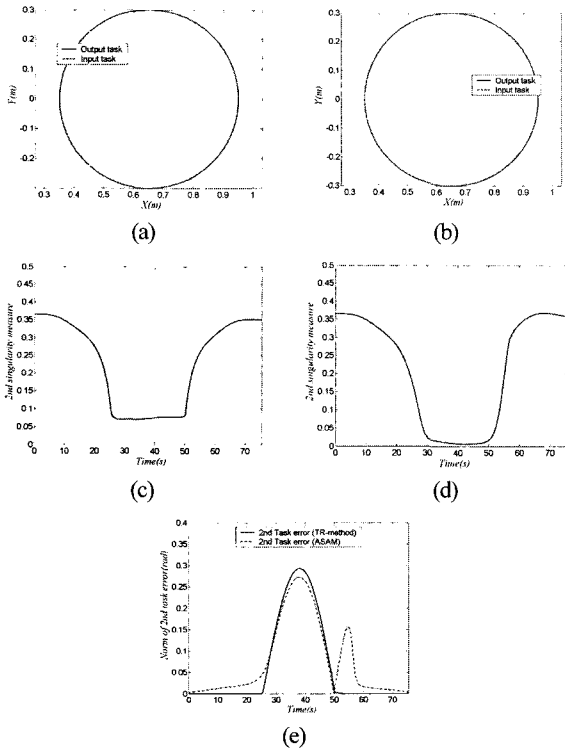 0.3
0.2
0.1
0
-0.1
-0.2
Y(m)
Output task
Input task
0.3 0.4 0.5 0.6 0.7 0.8 0.9 1
X(m)
(a)
0.3
0.2
0.1
0
-0.1
-0.2
-0.3
Y(m)
Output task
Input task
0.3 0.4 0.5 0.6 0.7 0.8 0.9 1
X(m)
(b)
0.5
0.45
0.4
0.35
0.3
0.25
0.2
0.15
0.1
0.05
0
2nd singularity measure
0 10 20 30 40 50 60 70
Time(s)
(c)
0.5
0.45
0.4
0.35
0.3
0.25
0.2
0.15
0.1
0.05
0
2nd singularity measure
0 10 20 30 40 50 60 70
Time(s)
(d)
0.4
0.35
0.3
0.25
0.2
0.15
0.1
0.05
0
Norm of 2nd task error(rad)
2nd Task error (TR-method)
2nd Task error (ASAM)
0 10 20 30 40 50 60 70
Time(s)
(e)